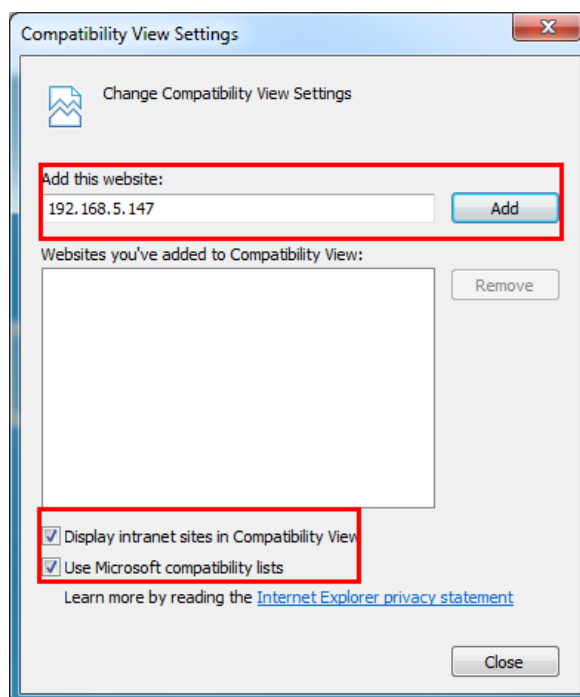 Compatibility View Settings
Change Compatibility View Settings
Add this website:
192.168.5.147
Add
Websites you've added to Compatibility View:
Remove
Display intranet sites in Compatibility View
Use Microsoft compatibility lists
Learn more by reading the Internet Explorer privacy statement
Close